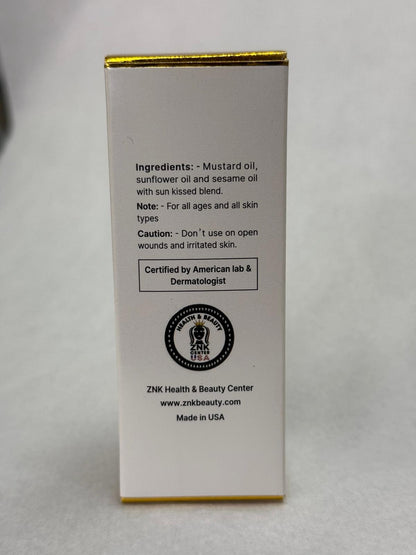 Ingredients: - Mustard oil,
sunflower oil and sesame oil
with sun kissed blend.
Note: - For all ages and all skin
types
Caution: - Don't use on open
wounds and irritated skin.
Certified by American lab &
Dermatologist
HEALTH & BEAUTY
ZNK
CENTER
USA
ZNK Health & Beauty Center
www.znkbeauty.com
Made in USA